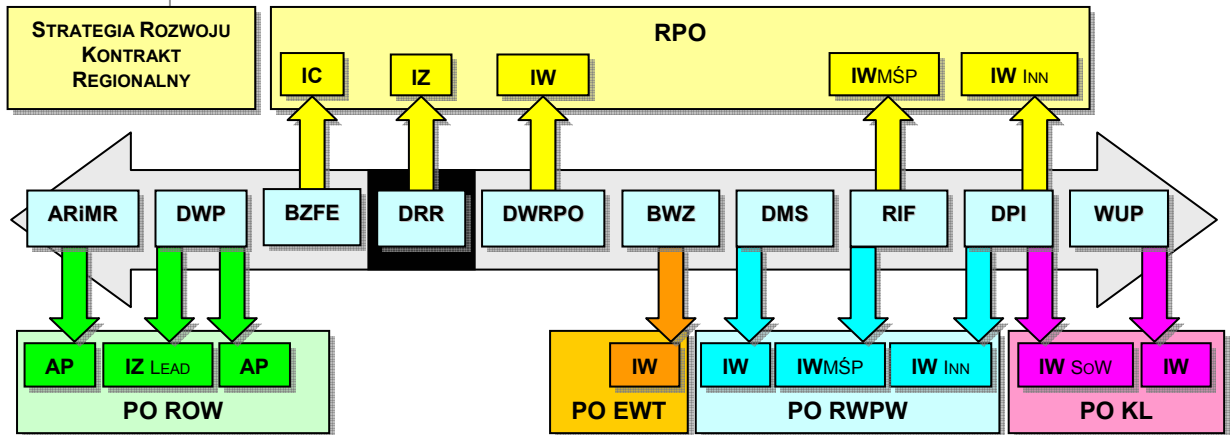 STRATEGIA ROZWOJU
KONTRAKT
REGIONALNY
RPO
IC
IZ
IW
IWMŚP
IW INN
ARiMR
DWP
BZFE
DRR
DWRPO
BWZ
DMS
RIF
DPI
WUP
AP
IZ LEAD
AP
IW
IW
IWMŚP
IW INN
IW SOW
IW
PO ROW
PO EWT
PO RWPW
PO KL